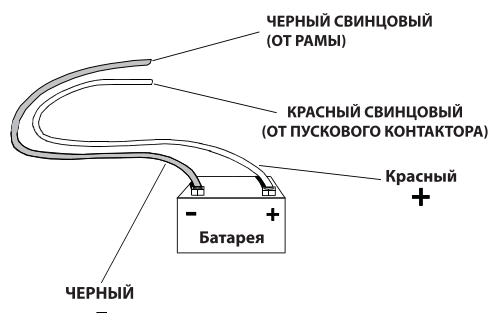 ЧЕРНЫЙ СВИНЦОВЫЙ
(ОТ РАМЫ)
КРАСНЫЙ СВИНЦОВЫЙ
(ОТ ПУСКОВОГО КОНТАКТОРА)
Красный
+
- +
Батарея
ЧЕРНЫЙ
-